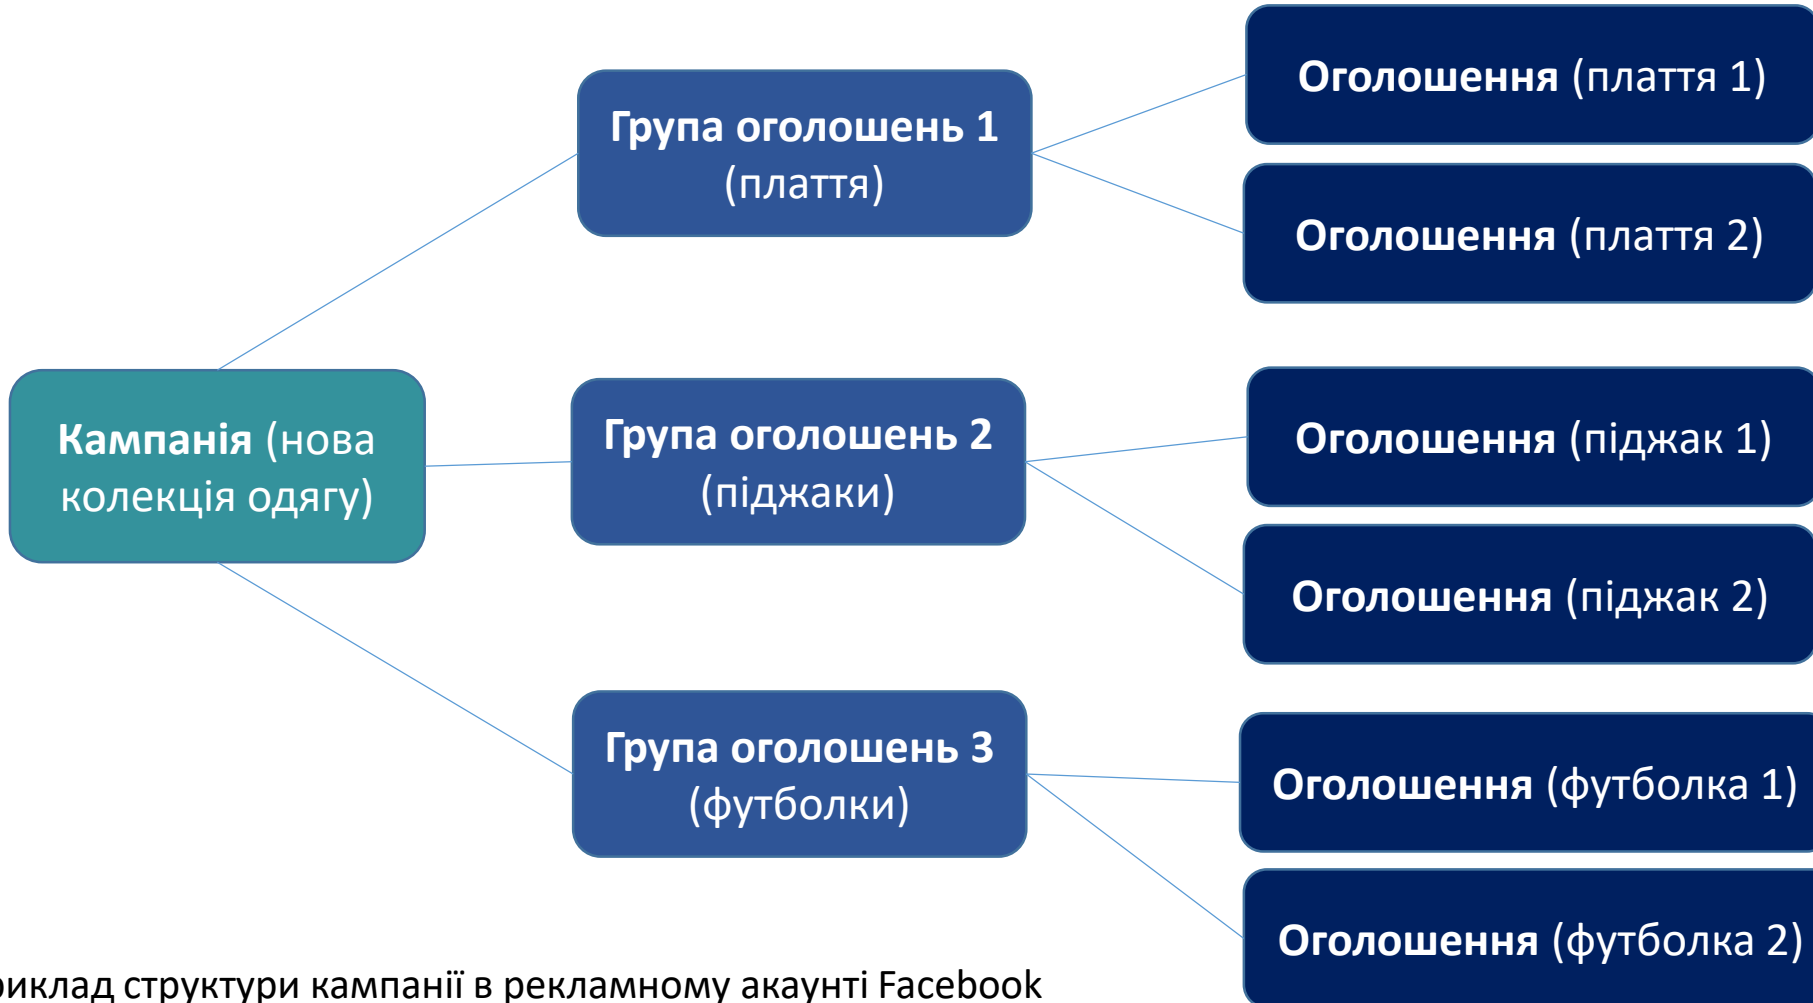 Оголошення (плаття 1)
Група оголошень 1
(плаття)
Оголошення (плаття 2)
Кампанія (нова
колекція одягу)
Група оголошень 2
(піджаки)
Оголошення (піджак 1)
Оголошення (піджак 2)
Група оголошень 3
(футболки)
Оголошення (футболка 1)
Оголошення (футболка 2)
риклад структури кампанії в рекламному акаунті Facebook